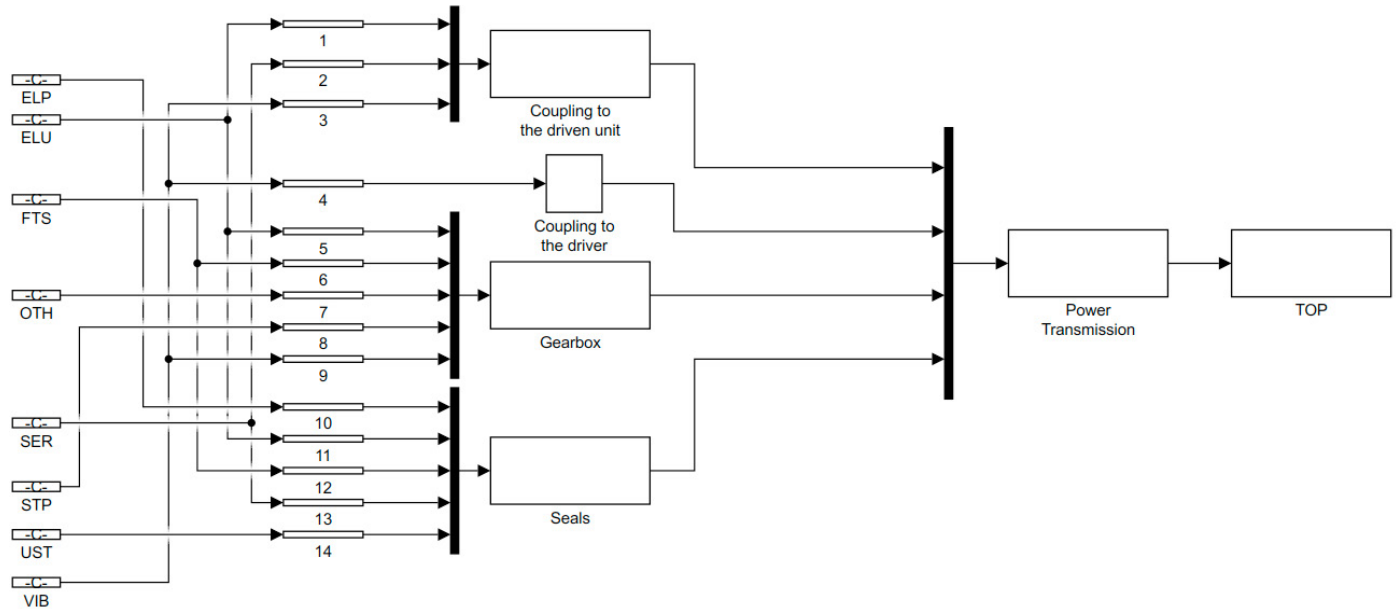 -C-
ELP
-C-
ELU
-C-
FTS
-C-
OTH
-C-
SER
-C-
STP
-C-
UST
-C-
VIB
1
2
3
4
5
6
7
8
9
10
11
12
13
14
Coupling to
the driven unit
Coupling to
the driver
Gearbox
Seals
Power
Transmission
TOP